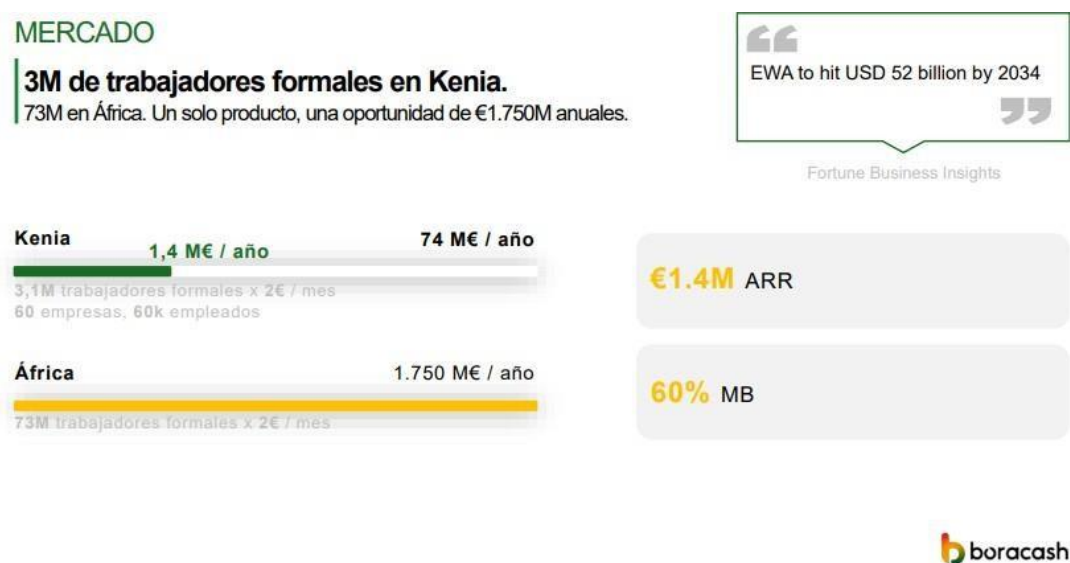 MERCADO
3M de trabajadores formales en Kenia.
73M en África. Un solo producto, una oportunidad de €1.750M anuales.
EWA to hit USD 52 billion by 2034
Fortune Business Insights
Kenia
1,4 M€ / año
74 M€ / año
3,1M trabajadores formales x 2€ / mes
60 empresas, 60k empleados
África
1.750 M€ / año
73M trabajadores formales x 2€ / mes
€1.4M ARR
60% MB
boracash